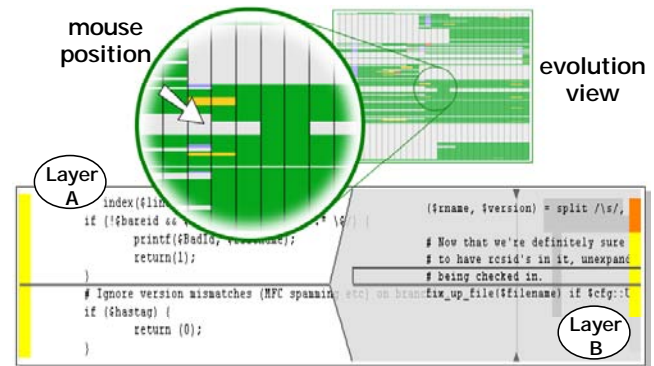 mouse
position
evolution
view
Layer
A
index($lin
if (!$bareid &&
printf($BadId,
return(1);
}
# Ignore version mismatches (MFC spamming etc) on branc
if ($hastag) {
return (0);
}
($rname, $version) = split /\s/,
# Now that we're definitely sure
# to have rcsid's in it, unexpand
# being checked in.
fix_up_file($filename) if $cfg::U
Layer
B